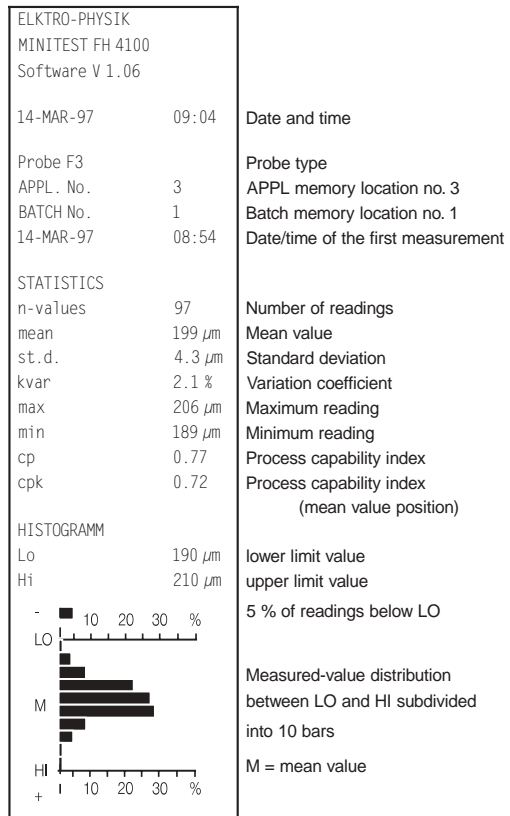 ELKTRO-PHYSIK
MINITEST FH 4100
Software V 1.06
14-MAR-97 09:04 Date and time
Probe F3 Probe type
APPL. No. 3 APPL memory location no. 3
BATCH No. 1 Batch memory location no. 1
14-MAR-97 08:54 Date/time of the first measurement
STATISTICS
n-values 97 Number of readings
mean 199 µm Mean value
st.d. 4.3 µm Standard deviation
kvar 2.1 % Variation coefficient
max 206 µm Maximum reading
min 189 µm Minimum reading
cp 0.77 Process capability index
cpk 0.72 Process capability index
(mean value position)
HISTOGRAMM
Lo 190 µm lower limit value
Hi 210 µm upper limit value
- 10 20 30 % 5 % of readings below LO
LO
Measured-value distribution
M between LO and HI subdivided
into 10 bars
HI M = mean value
+ 10 20 30 %